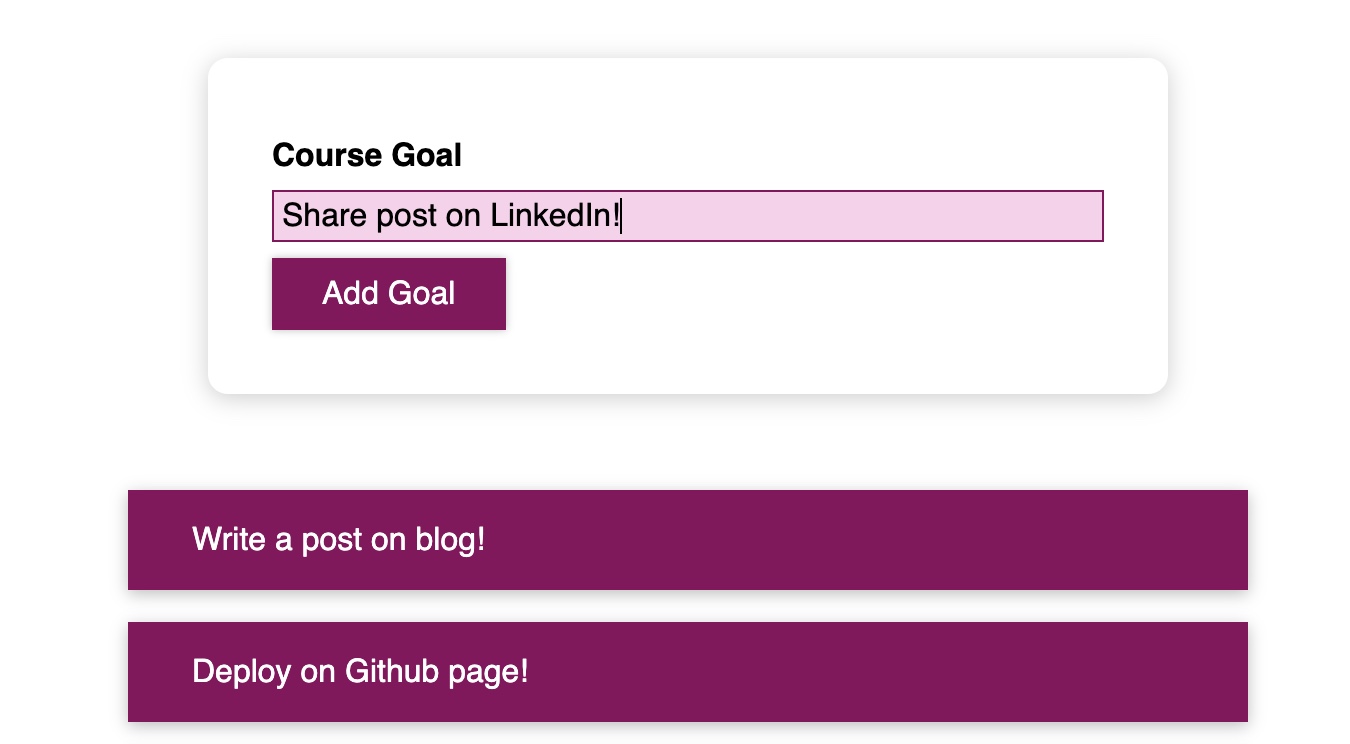 Course Goal
Share post on LinkedIn!
Add Goal
Write a post on blog!
Deploy on Github page!